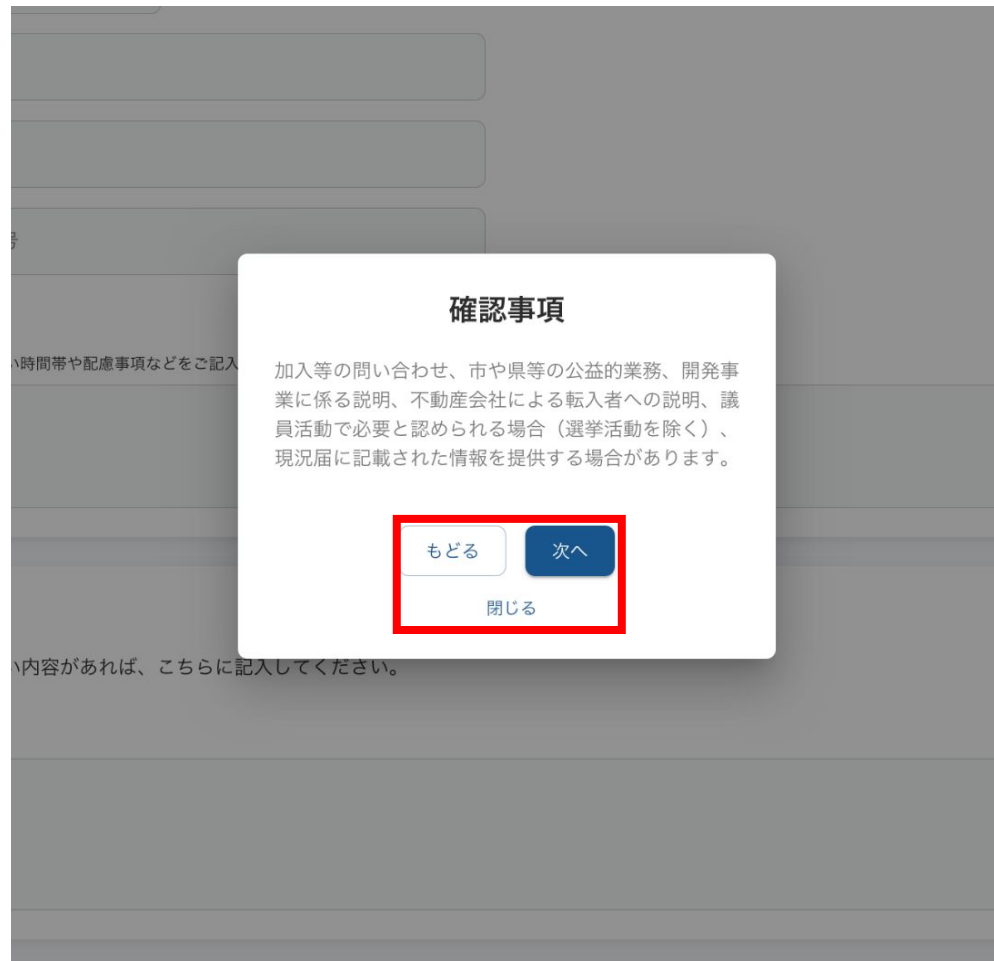 号
い時間帯や配慮事項などをご記入
確認事項
加入等の問い合わせ、市や県等の公益的業務、開発事
業に係る説明、不動産会社による転入者への説明、議
員活動で必要と認められる場合（選挙活動を除く）、
現況届に記載された情報を提供する場合があります。
もどる 次へ
閉じる
い内容があれば、こちらに記入してください。